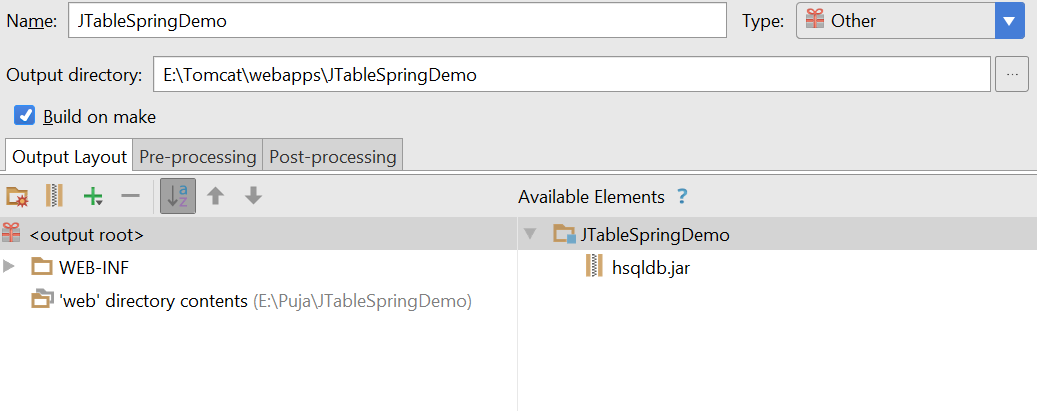 Name: JTableSpringDemo Type: Other
Output directory: E:\Tomcat\webapps\JTableSpringDemo ...
Build on make
Output Layout Pre-processing Post-processing
a z Available Elements ?
<output root> JTableSpringDemo
WEB-INF hsqldb.jar
'web' directory contents (E:\Puja\JTableSpringDemo)